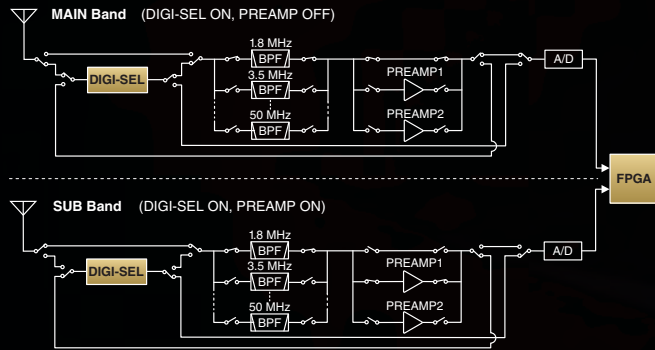 MAIN Band (DIGI-SEL ON, PREAMP OFF)
1.8 MHz
BPF
DIGI-SEL
3.5 MHz
BPF
50 MHz
BPF
PREAMP1
PREAMP2
A/D
FPGA
SUB Band (DIGI-SEL ON, PREAMP ON)
1.8 MHz
BPF
DIGI-SEL
3.5 MHz
BPF
50 MHz
BPF
PREAMP1
PREAMP2
A/D